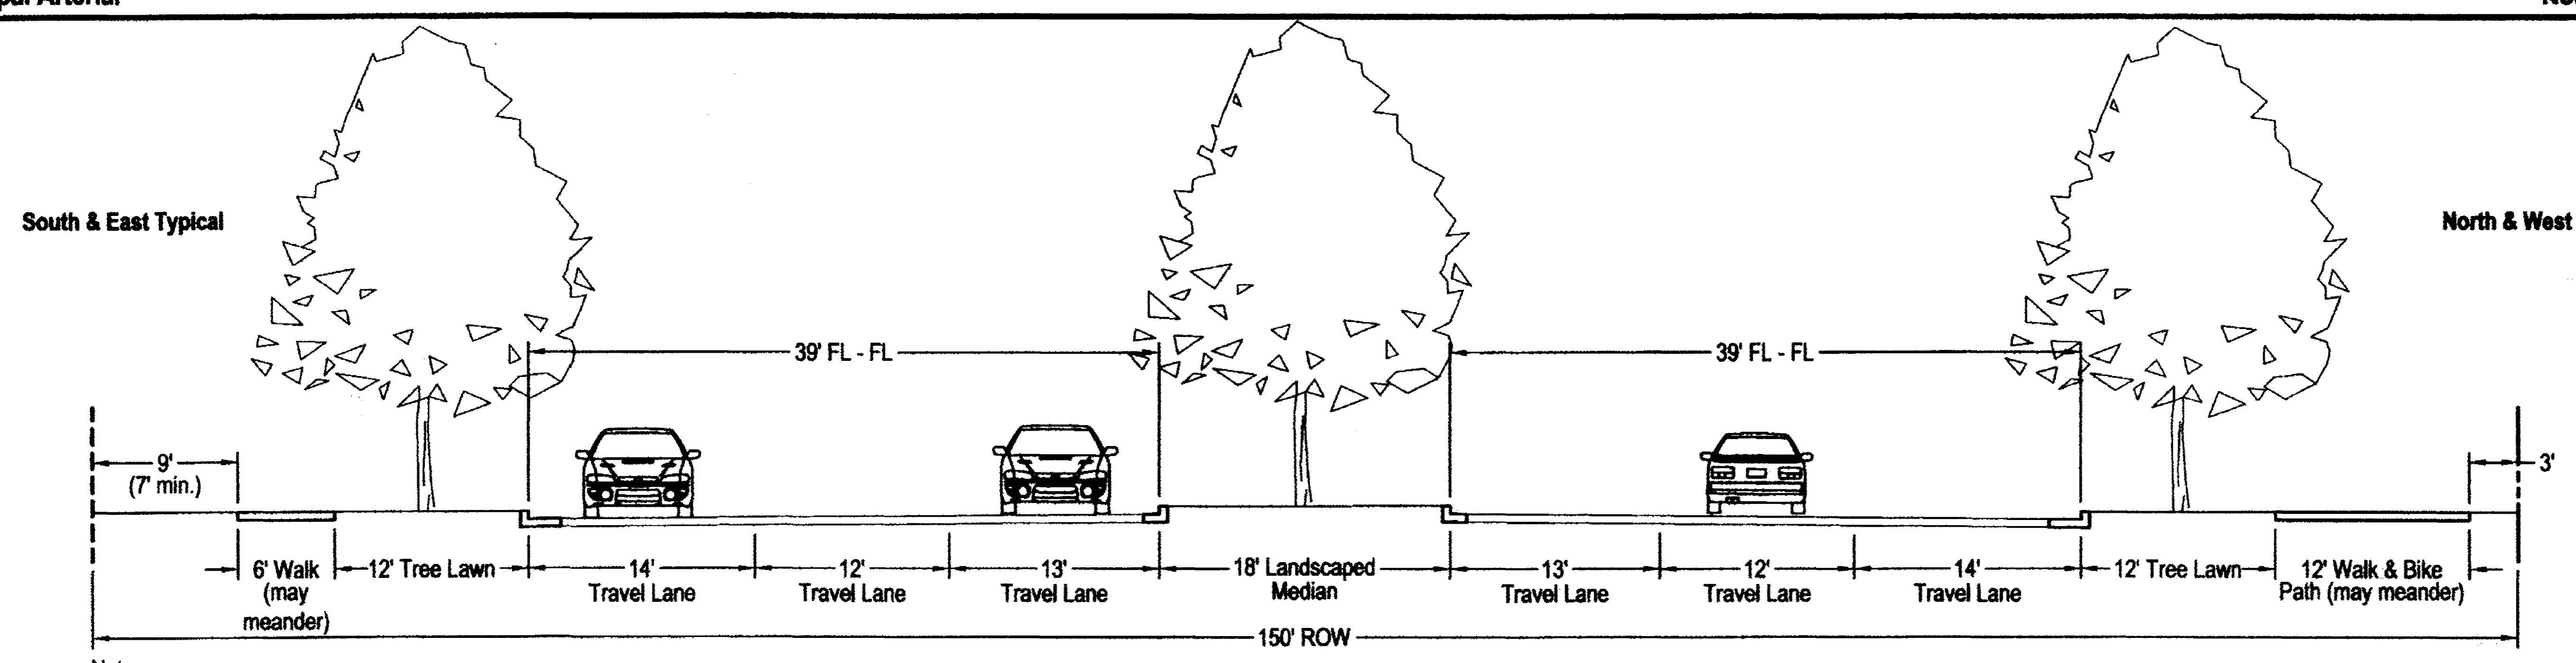 South & East Typical
North & West
39' FL - FL
39' FL - FL
9'
(7' min.)
3'
6' Walk
(may
meander)
12' Tree Lawn
14'
Travel Lane
12'
Travel Lane
13'
Travel Lane
18' Landscaped
Median
13'
Travel Lane
12'
Travel Lane
14'
Travel Lane
12' Tree Lawn
12' Walk & Bike
Path (may meander)
150' ROW